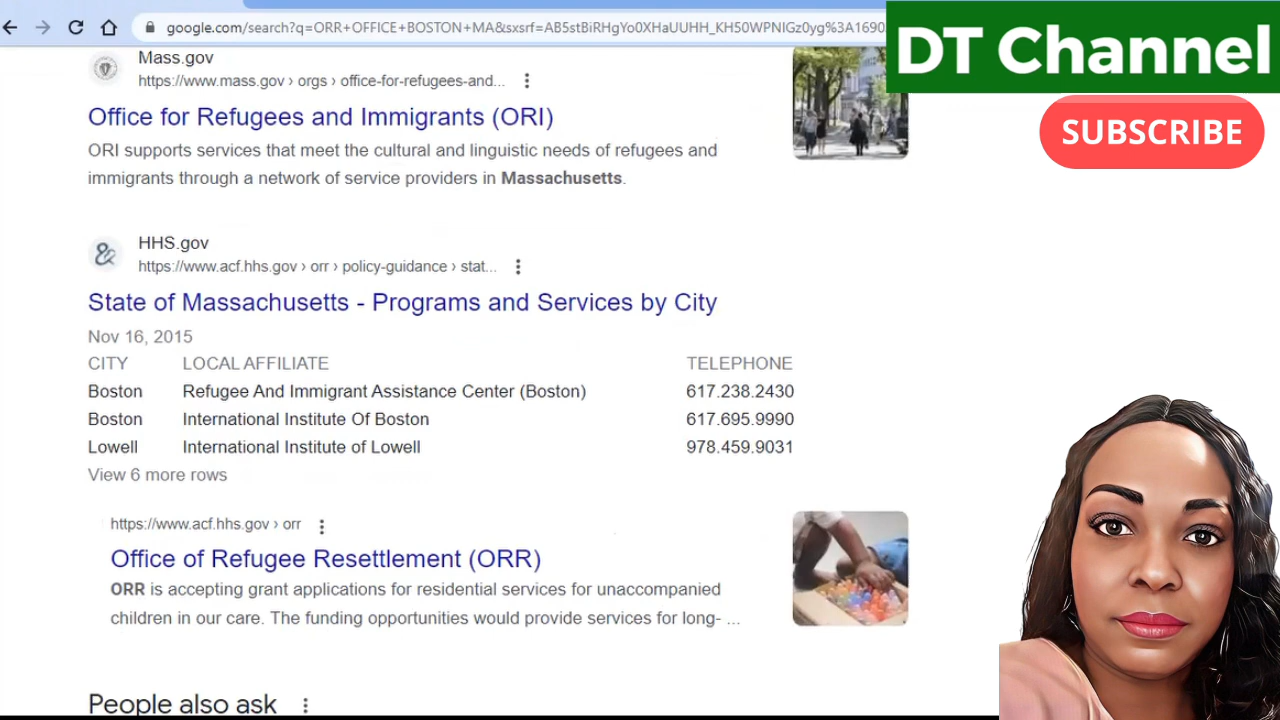 google.com/search?q=ORR+OFFICE+BOSTON+MA&sxsrf=AB5stBiRHgYo0XHaUUHH_KH50WPNIGz0yg%3A1690
DT Channel
SUBSCRIBE
Mass.gov
https://www.mass.gov › orgs › office-for-refugees-and...
Office for Refugees and Immigrants (ORI)
ORI supports services that meet the cultural and linguistic needs of refugees and
immigrants through a network of service providers in Massachusetts.
HHS.gov
https://www.acf.hhs.gov › orr › policy-guidance › stat...
State of Massachusetts - Programs and Services by City
Nov 16, 2015
CITY LOCAL AFFILIATE TELEPHONE
Boston Refugee And Immigrant Assistance Center (Boston) 617.238.2430
Boston International Institute Of Boston 617.695.9990
Lowell International Institute of Lowell 978.459.9031
View 6 more rows
https://www.acf.hhs.gov › orr
Office of Refugee Resettlement (ORR)
ORR is accepting grant applications for residential services for unaccompanied
children in our care. The funding opportunities would provide services for long- ...
People also ask